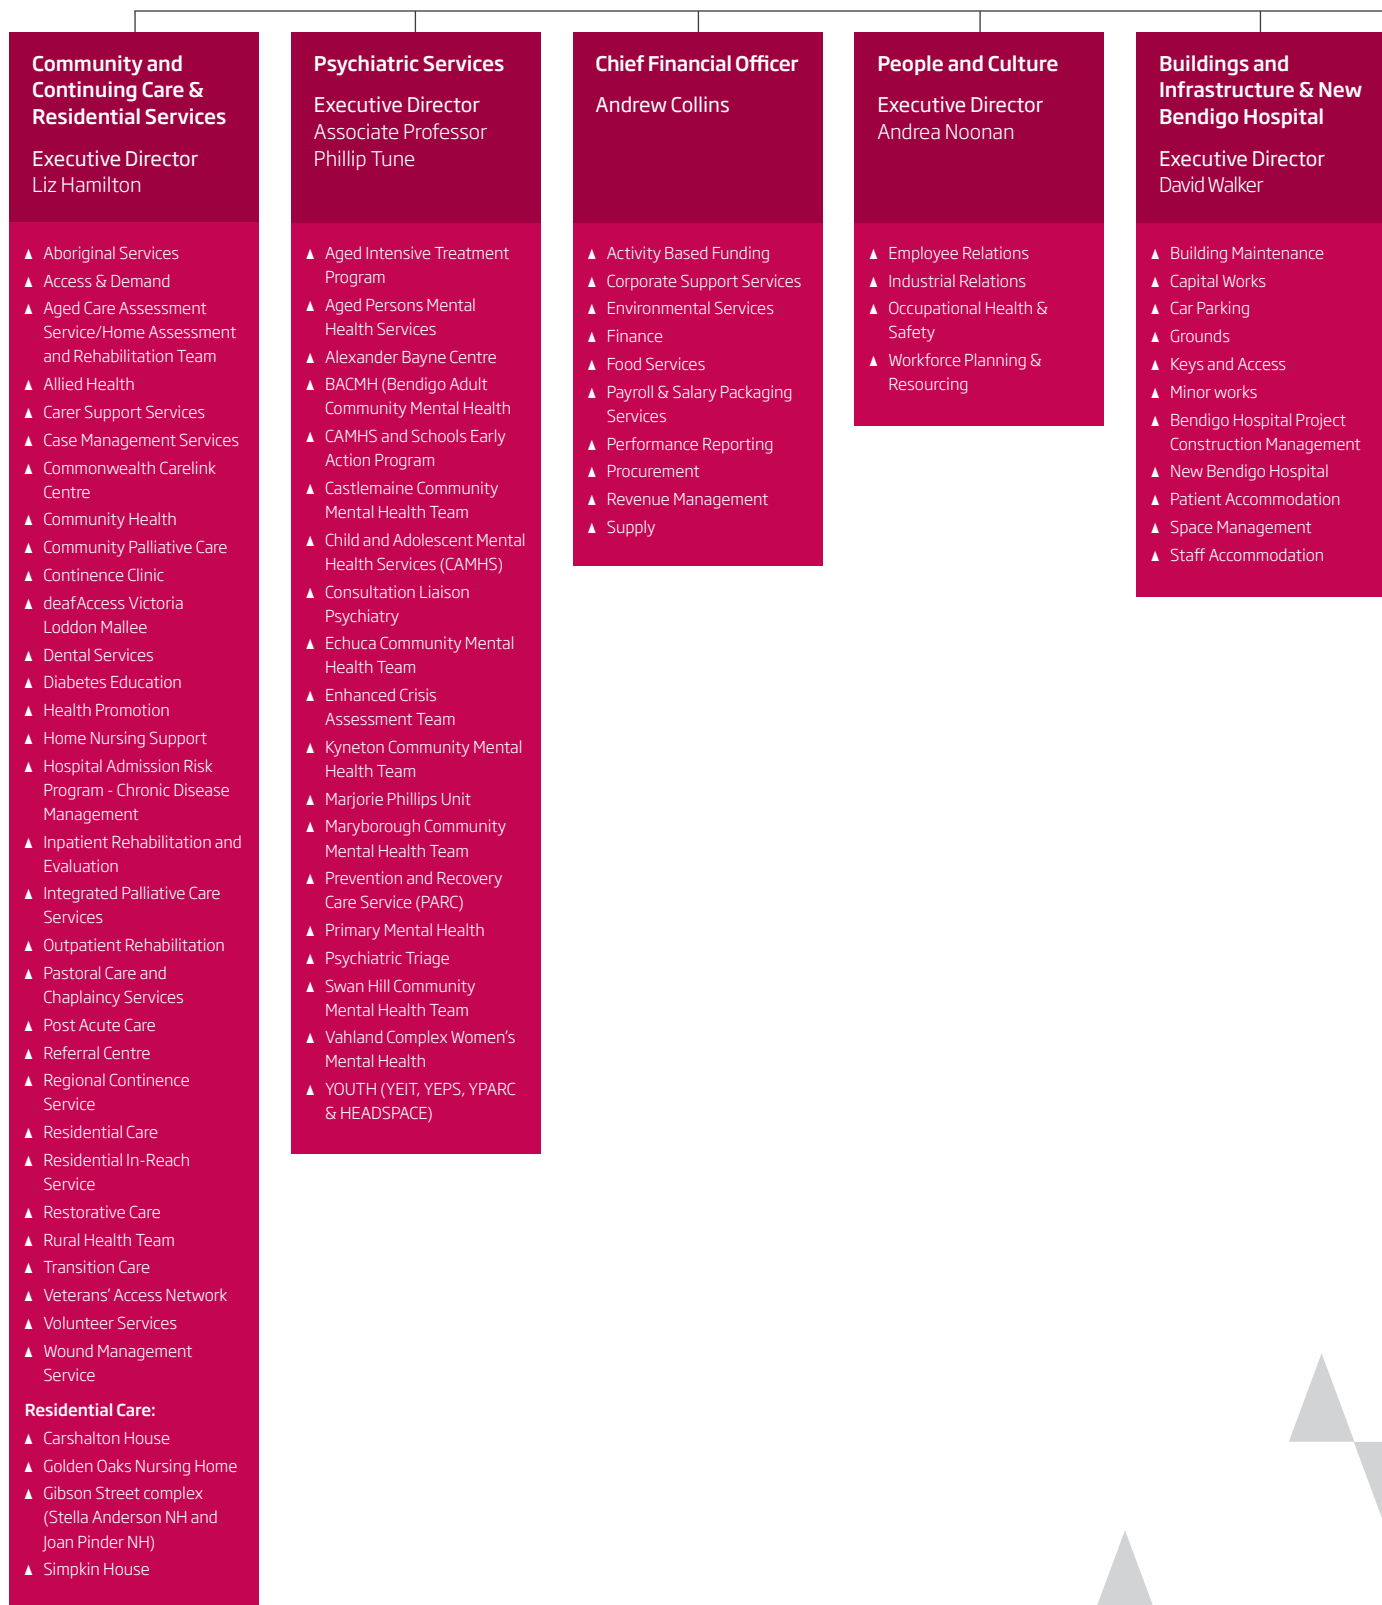 Community and
Continuing Care &
Residential Services
Executive Director
Liz Hamilton
Aboriginal Services
Access & Demand
Aged Care Assessment
Service/Home Assessment
and Rehabilitation Team
Allied Health
Carer Support Services
Case Management Services
Commonwealth Carelink
Centre
Community Health
Community Palliative Care
Continence Clinic
deafAccess Victoria
Loddon Mallee
Dental Services
Diabetes Education
Health Promotion
Home Nursing Support
Hospital Admission Risk
Program - Chronic Disease
Management
Inpatient Rehabilitation and
Evaluation
Integrated Palliative Care
Services
Outpatient Rehabilitation
Pastoral Care and
Chaplaincy Services
Post Acute Care
Referral Centre
Regional Continence
Service
Residential Care
Residential In-Reach
Service
Restorative Care
Rural Health Team
Transition Care
Veterans' Access Network
Volunteer Services
Wound Management
Service
Residential Care:
Carshalton House
Golden Oaks Nursing Home
Gibson Street complex
(Stella Anderson NH and
Joan Pinder NH)
Simpkin House
Psychiatric Services
Executive Director
Associate Professor
Phillip Tune
Aged Intensive Treatment
Program
Aged Persons Mental
Health Services
Alexander Bayne Centre
BACMH (Bendigo Adult
Community Mental Health
CAMHS and Schools Early
Action Program
Castlemaine Community
Mental Health Team
Child and Adolescent Mental
Health Services (CAMHS)
Consultation Liaison
Psychiatry
Echuca Community Mental
Health Team
Enhanced Crisis
Assessment Team
Kyneton Community Mental
Health Team
Marjorie Phillips Unit
Maryborough Community
Mental Health Team
Prevention and Recovery
Care Service (PARC)
Primary Mental Health
Psychiatric Triage
Swan Hill Community
Mental Health Team
Vahland Complex Women's
Mental Health
YOUTH (YEIT, YEPS, YPARC
& HEADSPACE)
Chief Financial Officer
Andrew Collins
Activity Based Funding
Corporate Support Services
Environmental Services
Finance
Food Services
Payroll & Salary Packaging
Services
Performance Reporting
Procurement
Revenue Management
Supply
People and Culture
Executive Director
Andrea Noonan
Employee Relations
Industrial Relations
Occupational Health &
Safety
Workforce Planning &
Resourcing
Buildings and
Infrastructure & New
Bendigo Hospital
Executive Director
David Walker
Building Maintenance
Capital Works
Car Parking
Grounds
Keys and Access
Minor works
Bendigo Hospital Project
Construction Management
New Bendigo Hospital
Patient Accommodation
Space Management
Staff Accommodation